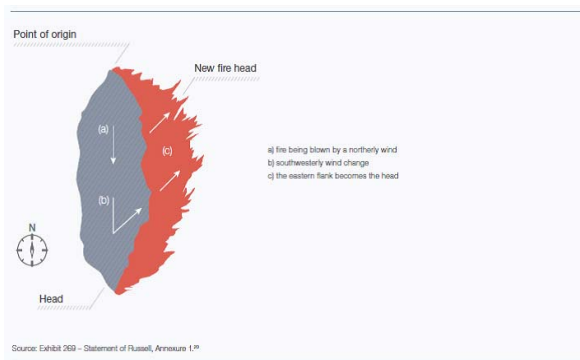 Point of origin
New fire head
(a)
(c)
a) fire being blown by a northerly wind
b) southwesterly wind change
c) the eastern flank becomes the head
(b)
N
Head
Source: Exhibit 269 – Statement of Russell, Annexure 1.²⁹